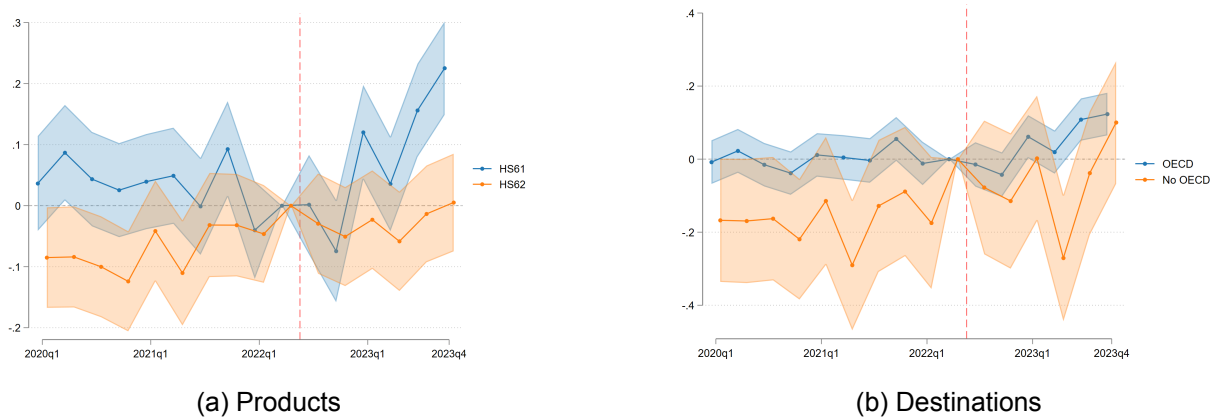 .3
.2
.1
0
-.1
-.2
2020q1 2021q1 2022q1 2023q1 2023q4
HS61
HS62
(a) Products
.4
.2
0
-.2
-.4
2020q1 2021q1 2022q1 2023q1 2023q4
OECD
No OECD
(b) Destinations